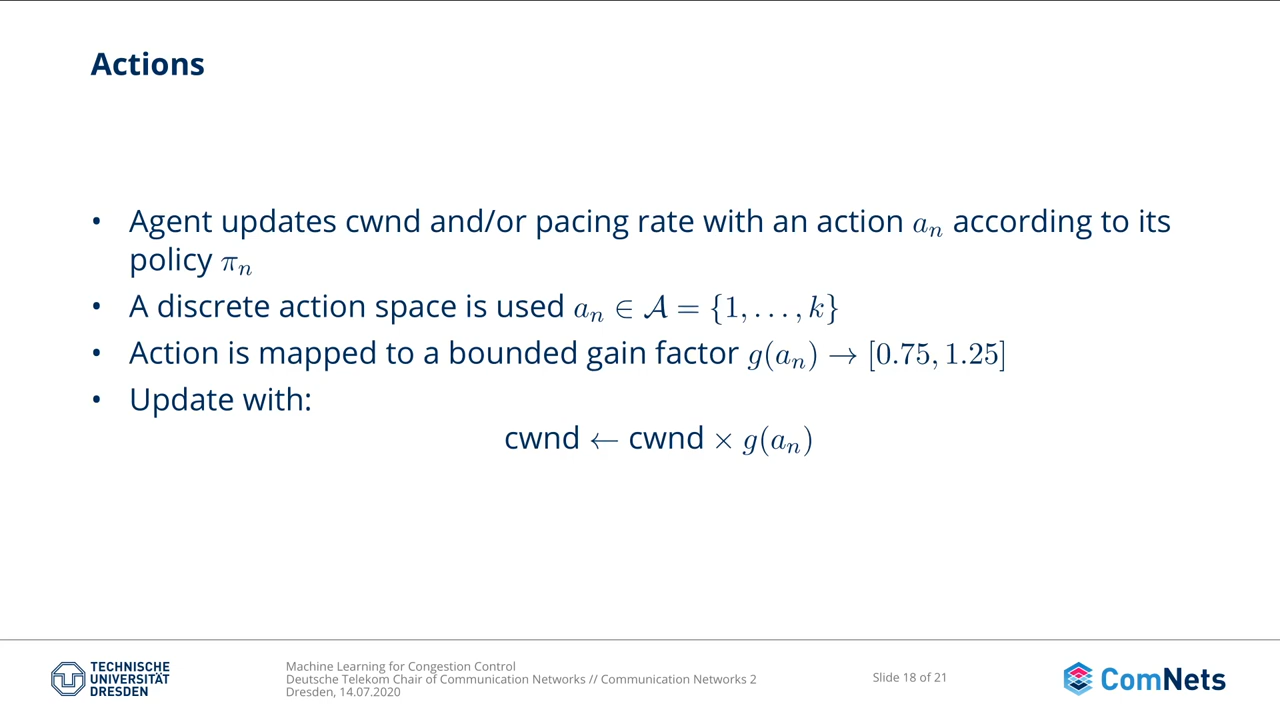 Actions
• Agent updates cwnd and/or pacing rate with an action aₙ according to its
policy πₙ
• A discrete action space is used aₙ ∈ 𝒜 = {1, . . . , k}
• Action is mapped to a bounded gain factor g(aₙ) → [0.75, 1.25]
• Update with:
cwnd ← cwnd × g(aₙ)
TECHNISCHE
UNIVERSITÄT
DRESDEN
Machine Learning for Congestion Control
Deutsche Telekom Chair of Communication Networks // Communication Networks 2
Dresden, 14.07.2020
Slide 18 of 21
ComNets